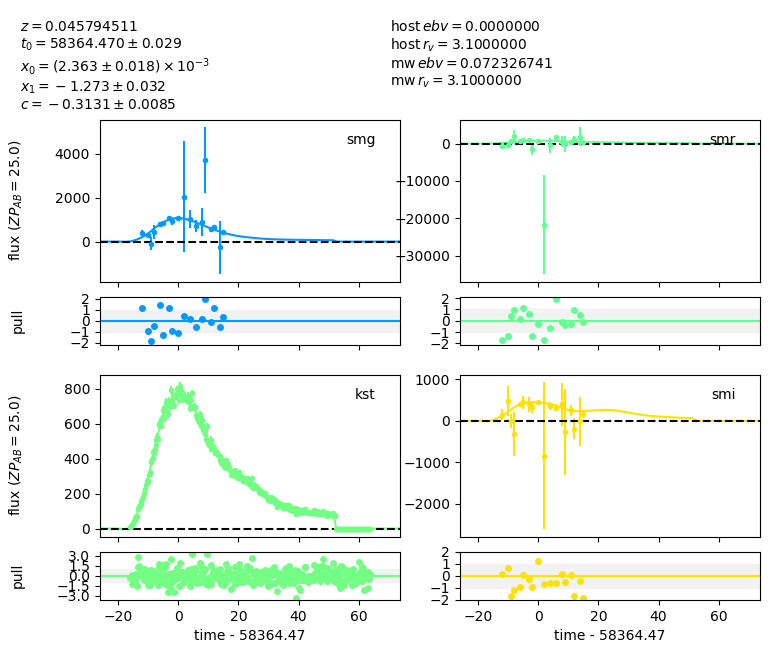 z = 0.045794511
t₀ = 58364.470 ± 0.029
x₀ = (2.363 ± 0.018) × 10⁻³
x₁ = −1.273 ± 0.032
c = −0.3131 ± 0.0085
host ebv = 0.0000000
host r_v = 3.1000000
mw ebv = 0.072326741
mw r_v = 3.1000000
flux (ZP_AB = 25.0)
4000
2000
0
smg
0
−10000
−20000
−30000
smr
pull
2
1
0
−1
−2
2
1
0
−1
−2
flux (ZP_AB = 25.0)
800
600
400
200
0
kst
1000
0
−1000
−2000
smi
pull
3.0
1.5
0.0
−1.5
−3.0
2
1
0
−1
−2
−20 0 20 40 60
−20 0 20 40 60
time - 58364.47
time - 58364.47